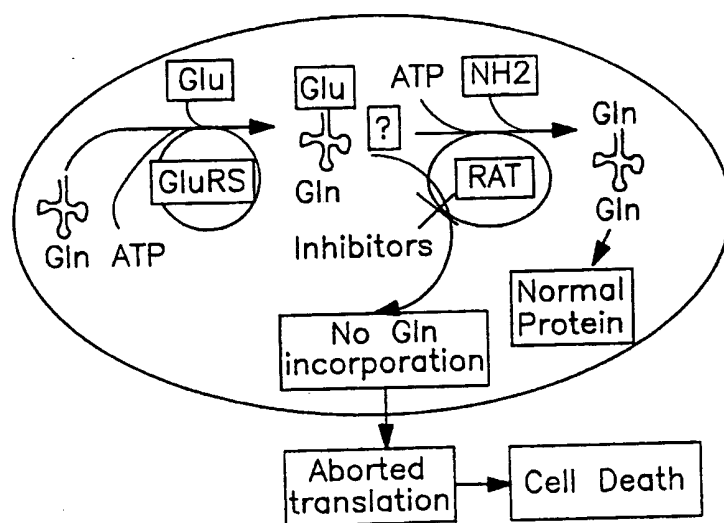 Glu
GluRS
Gln
ATP
Glu
Gln
?
ATP
NH2
RAT
Inhibitors
Gln
Gln
Normal
Protein
No Gln
incorporation
Aborted
translation
Cell Death